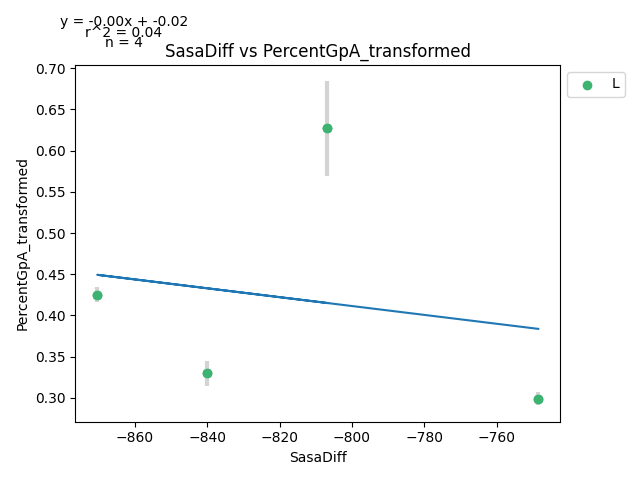 y = -0.00x + -0.02
r^2 = 0.04
n = 4
SasaDiff vs PercentGpA_transformed
L
PercentGpA_transformed
0.70
0.65
0.60
0.55
0.50
0.45
0.40
0.35
0.30
−860 −840 −820 −800 −780 −760
SasaDiff